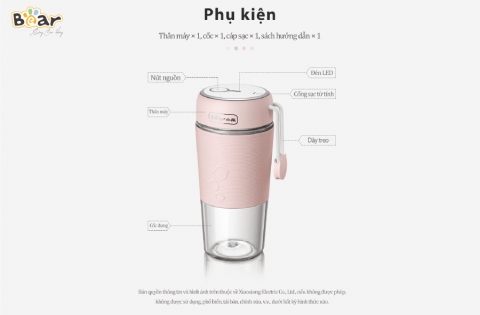 Bear
Phụ kiện
Thân máy × 1, cốc × 1, cáp sạc × 1, sách hướng dẫn × 1
Đèn LED
Nút nguồn
Cổng sạc từ tính
Thân máy
Dây treo
Cốc đựng
Bản quyền thông tin và hình ảnh trên thuộc về Xiaoxiong Electric Co., Ltd., nếu không được phép,
không được sử dụng, phổ biến, tái bản, chỉnh sửa, v.v., dưới bất kỳ hình thức nào.